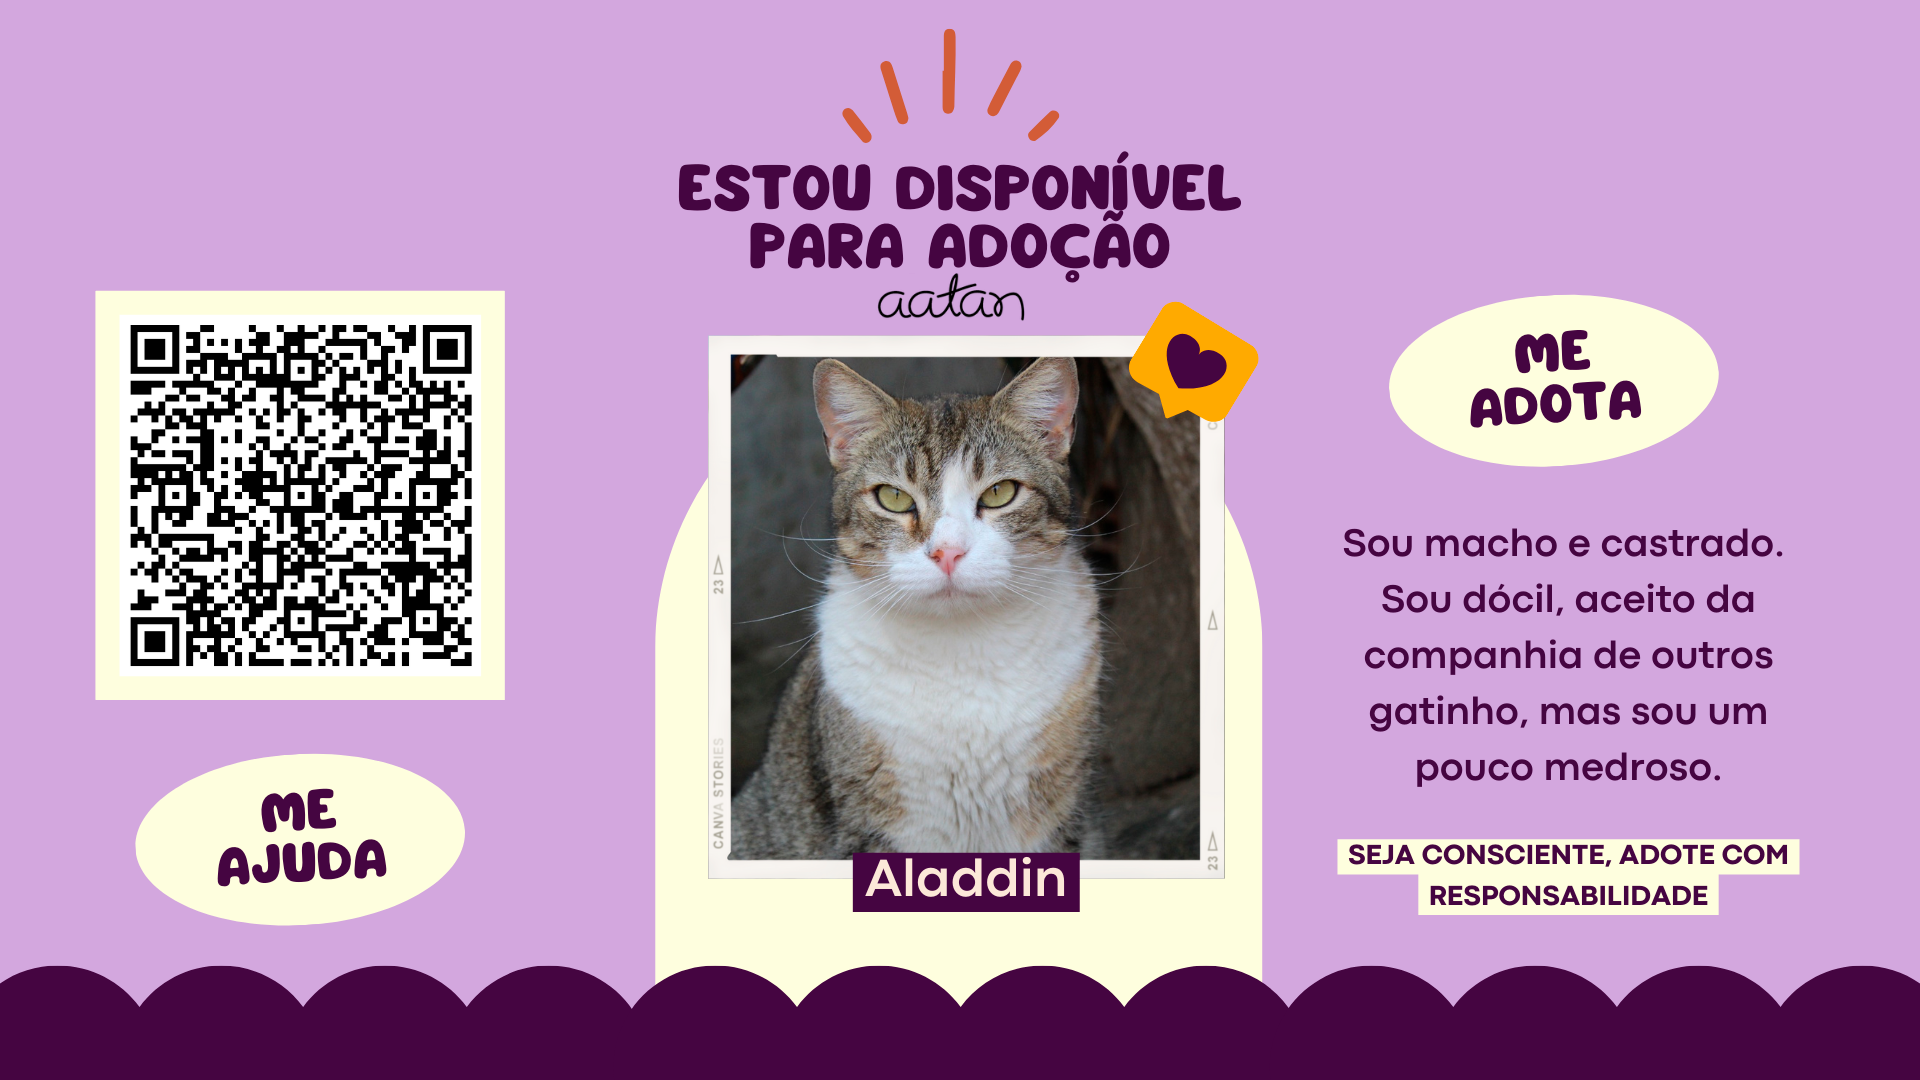 ESTOU DISPONÍVEL
PARA ADOÇÃO
aatan
ME
AJUDA
23
CANVA STORIES
C
23
Aladdin
ME
ADOTA
Sou macho e castrado.
Sou dócil, aceito da
companhia de outros
gatinho, mas sou um
pouco medroso.
SEJA CONSCIENTE, ADOTE COM
RESPONSABILIDADE